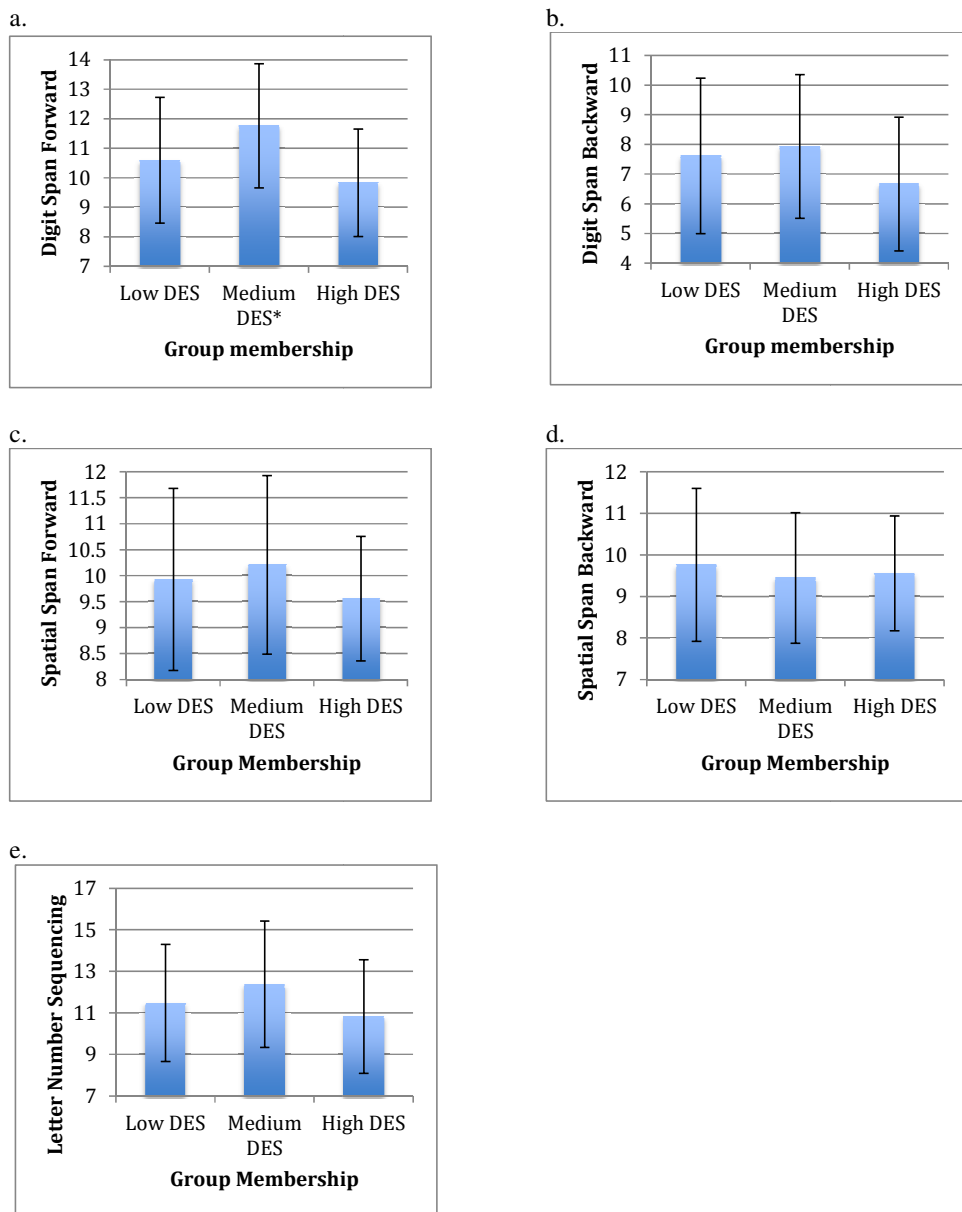 a.
Digit Span Forward
14
13
12
11
10
9
8
7
Low DES
Medium
DES*
High DES
Group membership
b.
Digit Span Backward
11
10
9
8
7
6
5
4
Low DES
Medium
DES
High DES
Group membership
c.
Spatial Span Forward
12
11.5
11
10.5
10
9.5
9
8.5
8
Low DES
Medium
DES
High DES
Group Membership
d.
Spatial Span Backward
12
11
10
9
8
7
Low DES
Medium
DES
High DES
Group Membership
e.
Letter Number Sequencing
17
15
13
11
9
7
Low DES
Medium
DES
High DES
Group Membership